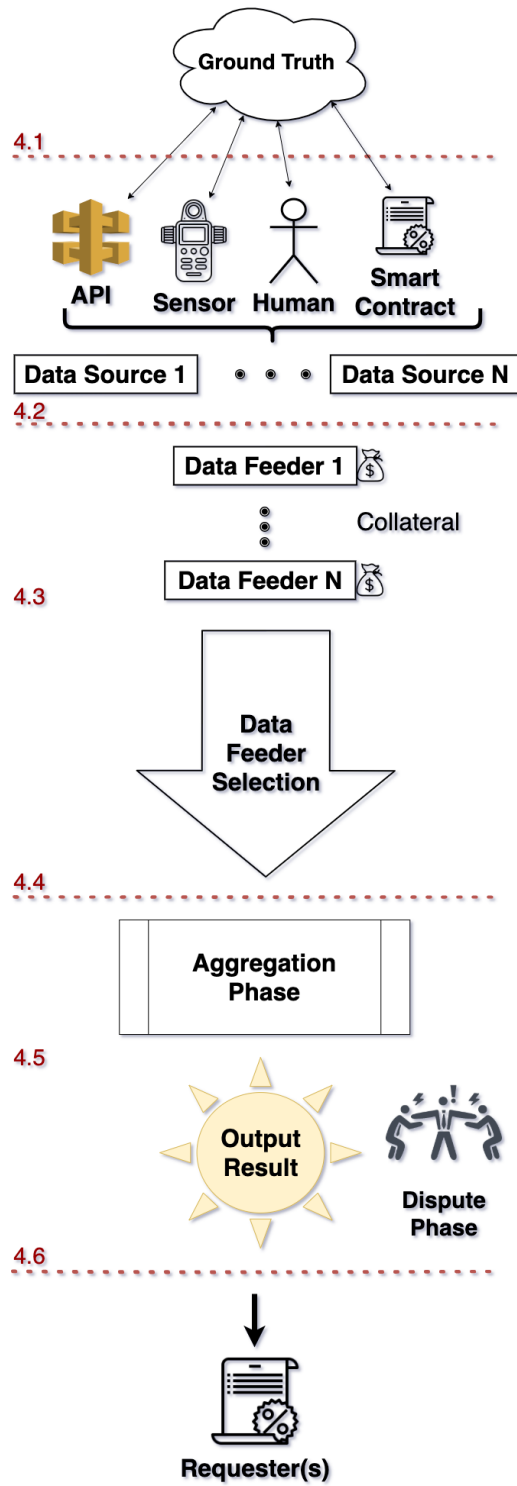 Ground Truth
4.1
API
Sensor
Human
Smart
Contract
Data Source 1
Data Source N
4.2
Data Feeder 1
$
Collateral
Data Feeder N
$
4.3
Data
Feeder
Selection
4.4
Aggregation
Phase
4.5
Output
Result
!
Dispute
Phase
4.6
Requester(s)